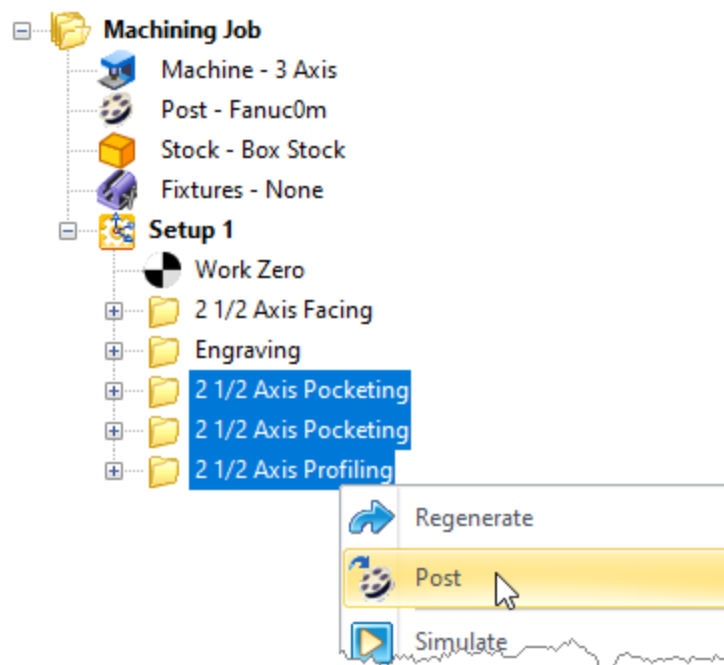 Machining Job
Machine - 3 Axis
Post - Fanuc0m
Stock - Box Stock
Fixtures - None
Setup 1
Work Zero
2 1/2 Axis Facing
Engraving
2 1/2 Axis Pocketing
2 1/2 Axis Pocketing
2 1/2 Axis Profiling
Regenerate
Post
Simulate